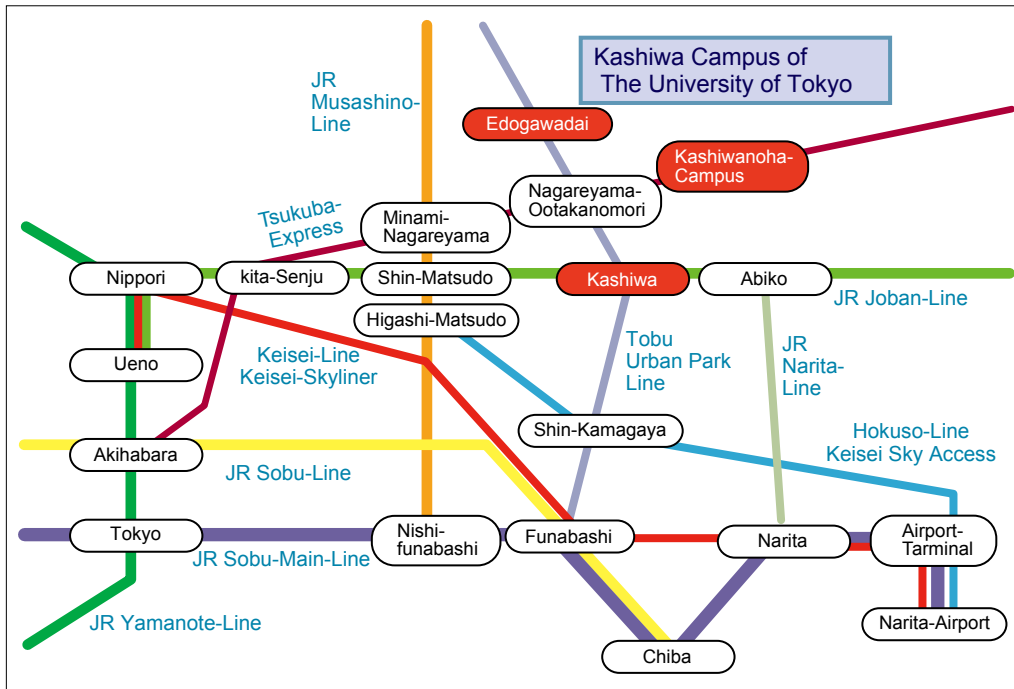 Kashiwa Campus of
The University of Tokyo
JR
Musashino-
Line
Edogawadai
Kashiwanoha-
Campus
Nagareyama-
Ootakanomori
Tsukuba-
Express
Minami-
Nagareyama
Nippori
kita-Senju
Shin-Matsudo
Kashiwa
Abiko
JR Joban-Line
Higashi-Matsudo
Keisei-Line
Keisei-Skyliner
Tobu
Urban Park
Line
JR
Narita-
Line
Ueno
Shin-Kamagaya
Hokuso-Line
Keisei Sky Access
Akihabara
JR Sobu-Line
Tokyo
JR Sobu-Main-Line
Nishi-
funabashi
Funabashi
Narita
Airport-
Tarminal
JR Yamanote-Line
Narita-Airport
Chiba